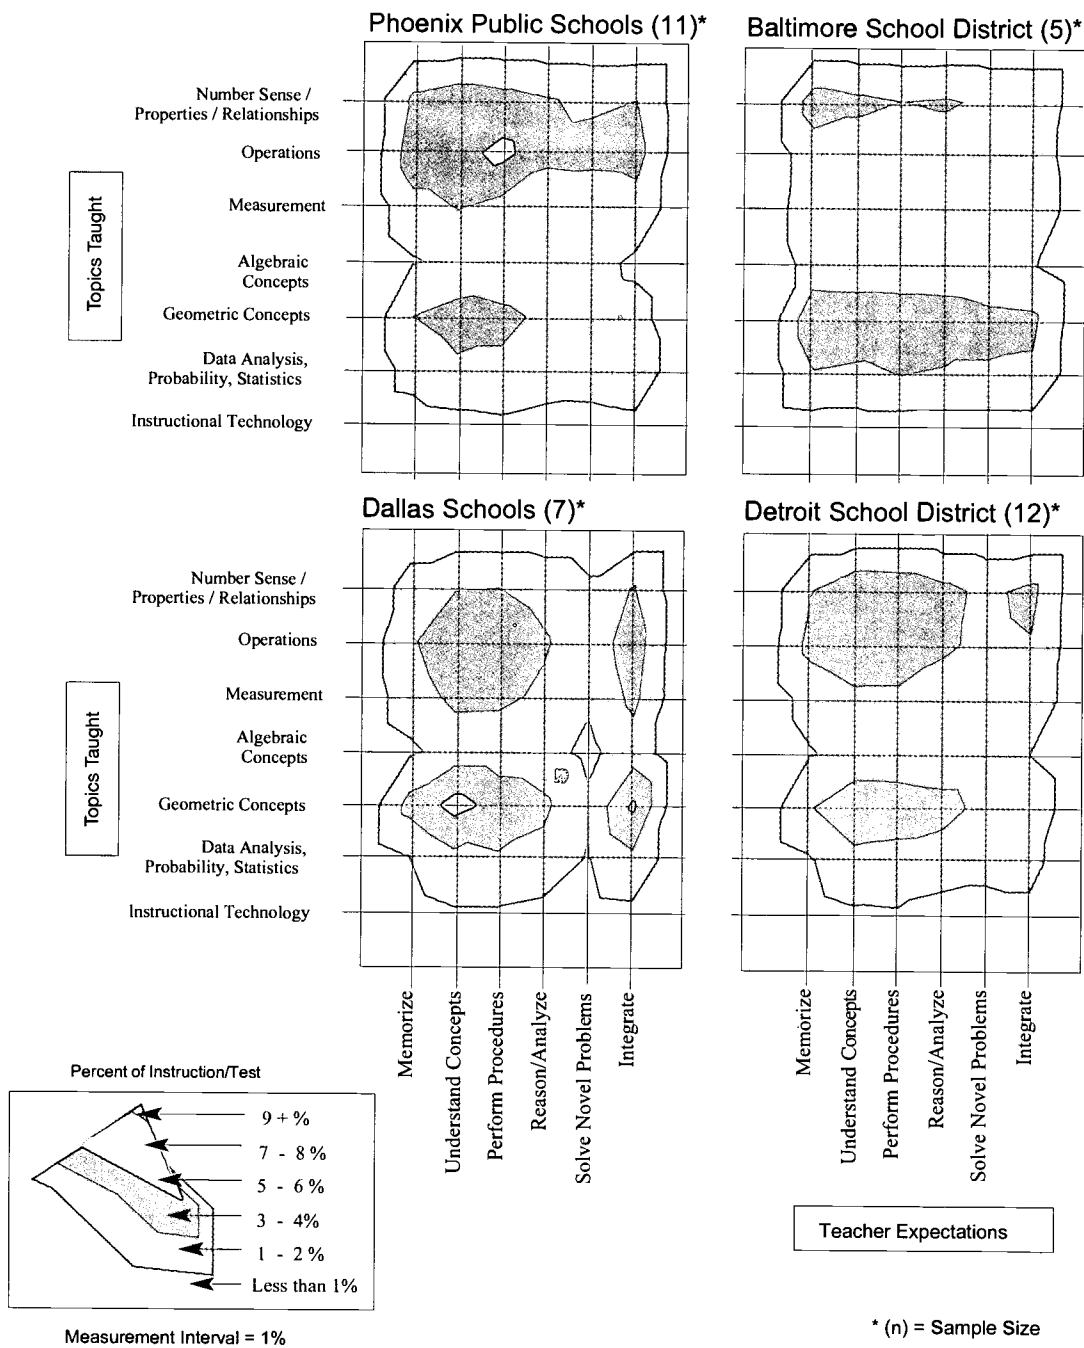 Phoenix Public Schools (11)*
Baltimore School District (5)*
Number Sense /
Properties / Relationships
Operations
Measurement
Algebraic
Concepts
Geometric Concepts
Data Analysis,
Probability, Statistics
Instructional Technology
Topics Taught
Dallas Schools (7)*
Detroit School District (12)*
Number Sense /
Properties / Relationships
Operations
Measurement
Algebraic
Concepts
Geometric Concepts
Data Analysis,
Probability, Statistics
Instructional Technology
Topics Taught
Memorize
Understand Concepts
Perform Procedures
Reason/Analyze
Solve Novel Problems
Integrate
Memorize
Understand Concepts
Perform Procedures
Reason/Analyze
Solve Novel Problems
Integrate
Percent of Instruction/Test
9 + %
7 - 8 %
5 - 6 %
3 - 4%
1 - 2 %
Less than 1%
Measurement Interval = 1%
Teacher Expectations
* (n) = Sample Size